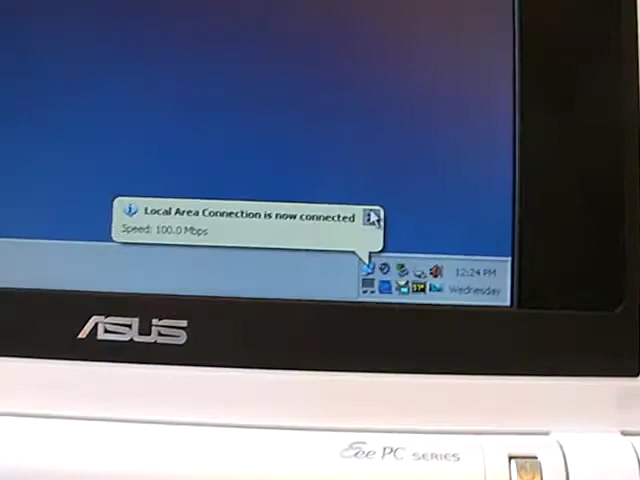 Local Area Connection is now connected
Speed: 100.0 Mbps
12:24 PM
Wednesday
ASUS
Eee PC SERIES